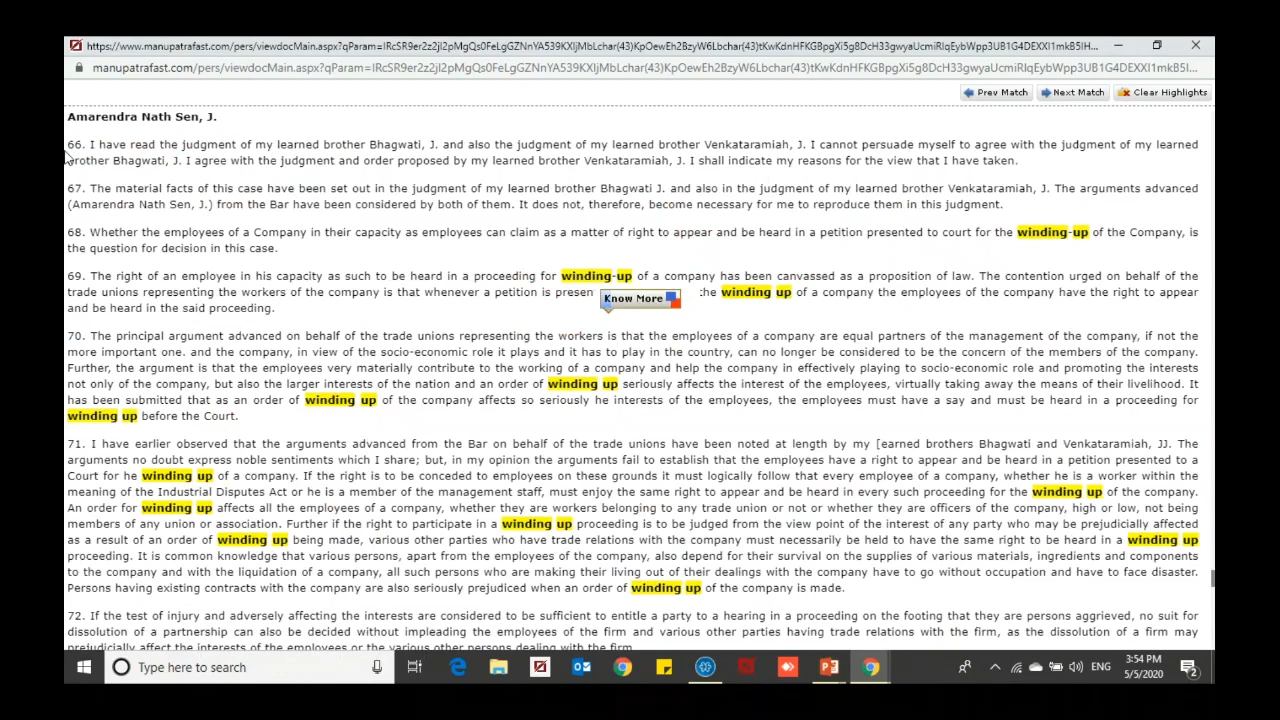 https://www.manupatrafast.com/pers/viewdocMain.aspx?qParam=IRcSR9er2z2jI2pMgQs0FeLgGZNnYA539KXIjMbLchar(43)KpOewEh2BzyW6Lbchar(43)tKwKdnHFKGBpgXi5g8DcH33gwyaUcmiRIqEybWpp3UB1G4DEXXI1mkB5IH...
manupatrafast.com/pers/viewdocMain.aspx?qParam=IRcSR9er2z2jI2pMgQs0FeLgGZNnYA539KXIjMbLchar(43)KpOewEh2BzyW6Lbchar(43)tKwKdnHFKGBpgXi5g8DcH33gwyaUcmiRIqEybWpp3UB1G4DEXXI1mkB5I...
Prev Match Next Match Clear Highlights
Amarendra Nath Sen, J.
66. I have read the judgment of my learned brother Bhagwati, J. and also the judgment of my learned brother Venkataramiah, J. I cannot persuade myself to agree with the judgment of my learned
brother Bhagwati, J. I agree with the judgment and order proposed by my learned brother Venkataramiah, J. I shall indicate my reasons for the view that I have taken.
67. The material facts of this case have been set out in the judgment of my learned brother Bhagwati J. and also in the judgment of my learned brother Venkataramiah, J. The arguments advanced
(Amarendra Nath Sen, J.) from the Bar have been considered by both of them. It does not, therefore, become necessary for me to reproduce them in this judgment.
68. Whether the employees of a Company in their capacity as employees can claim as a matter of right to appear and be heard in a petition presented to court for the winding-up of the Company, is
the question for decision in this case.
69. The right of an employee in his capacity as such to be heard in a proceeding for winding-up of a company has been canvassed as a proposition of law. The contention urged on behalf of the
trade unions representing the workers of the company is that whenever a petition is presen Know More the winding up of a company the employees of the company have the right to appear
and be heard in the said proceeding.
70. The principal argument advanced on behalf of the trade unions representing the workers is that the employees of a company are equal partners of the management of the company, if not the
more important one. and the company, in view of the socio-economic role it plays and it has to play in the country, can no longer be considered to be the concern of the members of the company.
Further, the argument is that the employees very materially contribute to the working of a company and help the company in effectively playing to socio-economic role and promoting the interests
not only of the company, but also the larger interests of the nation and an order of winding up seriously affects the interest of the employees, virtually taking away the means of their livelihood. It
has been submitted that as an order of winding up of the company affects so seriously he interests of the employees, the employees must have a say and must be heard in a proceeding for
winding up before the Court.
71. I have earlier observed that the arguments advanced from the Bar on behalf of the trade unions have been noted at length by my [earned brothers Bhagwati and Venkataramiah, JJ. The
arguments no doubt express noble sentiments which I share; but, in my opinion the arguments fail to establish that the employees have a right to appear and be heard in a petition presented to a
Court for he winding up of a company. If the right is to be conceded to employees on these grounds it must logically follow that every employee of a company, whether he is a worker within the
meaning of the Industrial Disputes Act or he is a member of the management staff, must enjoy the same right to appear and be heard in every such proceeding for the winding up of the company.
An order for winding up affects all the employees of a company, whether they are workers belonging to any trade union or not or whether they are officers of the company, high or low, not being
members of any union or association. Further if the right to participate in a winding up proceeding is to be judged from the view point of the interest of any party who may be prejudicially affected
as a result of an order of winding up being made, various other parties who have trade relations with the company must necessarily be held to have the same right to be heard in a winding up
proceeding. It is common knowledge that various persons, apart from the employees of the company, also depend for their survival on the supplies of various materials, ingredients and components
to the company and with the liquidation of a company, all such persons who are making their living out of their dealings with the company have to go without occupation and have to face disaster.
Persons having existing contracts with the company are also seriously prejudiced when an order of winding up of the company is made.
72. If the test of injury and adversely affecting the interests are considered to be sufficient to entitle a party to a hearing in a proceeding on the footing that they are persons aggrieved, no suit for
dissolution of a partnership can also be decided without impleading the employees of the firm and various other parties having trade relations with the firm, as the dissolution of a firm may
prejudicially affect the interests of the employees or the various other persons dealing with the firm.
Type here to search
ENG
3:54 PM
5/5/2020
2